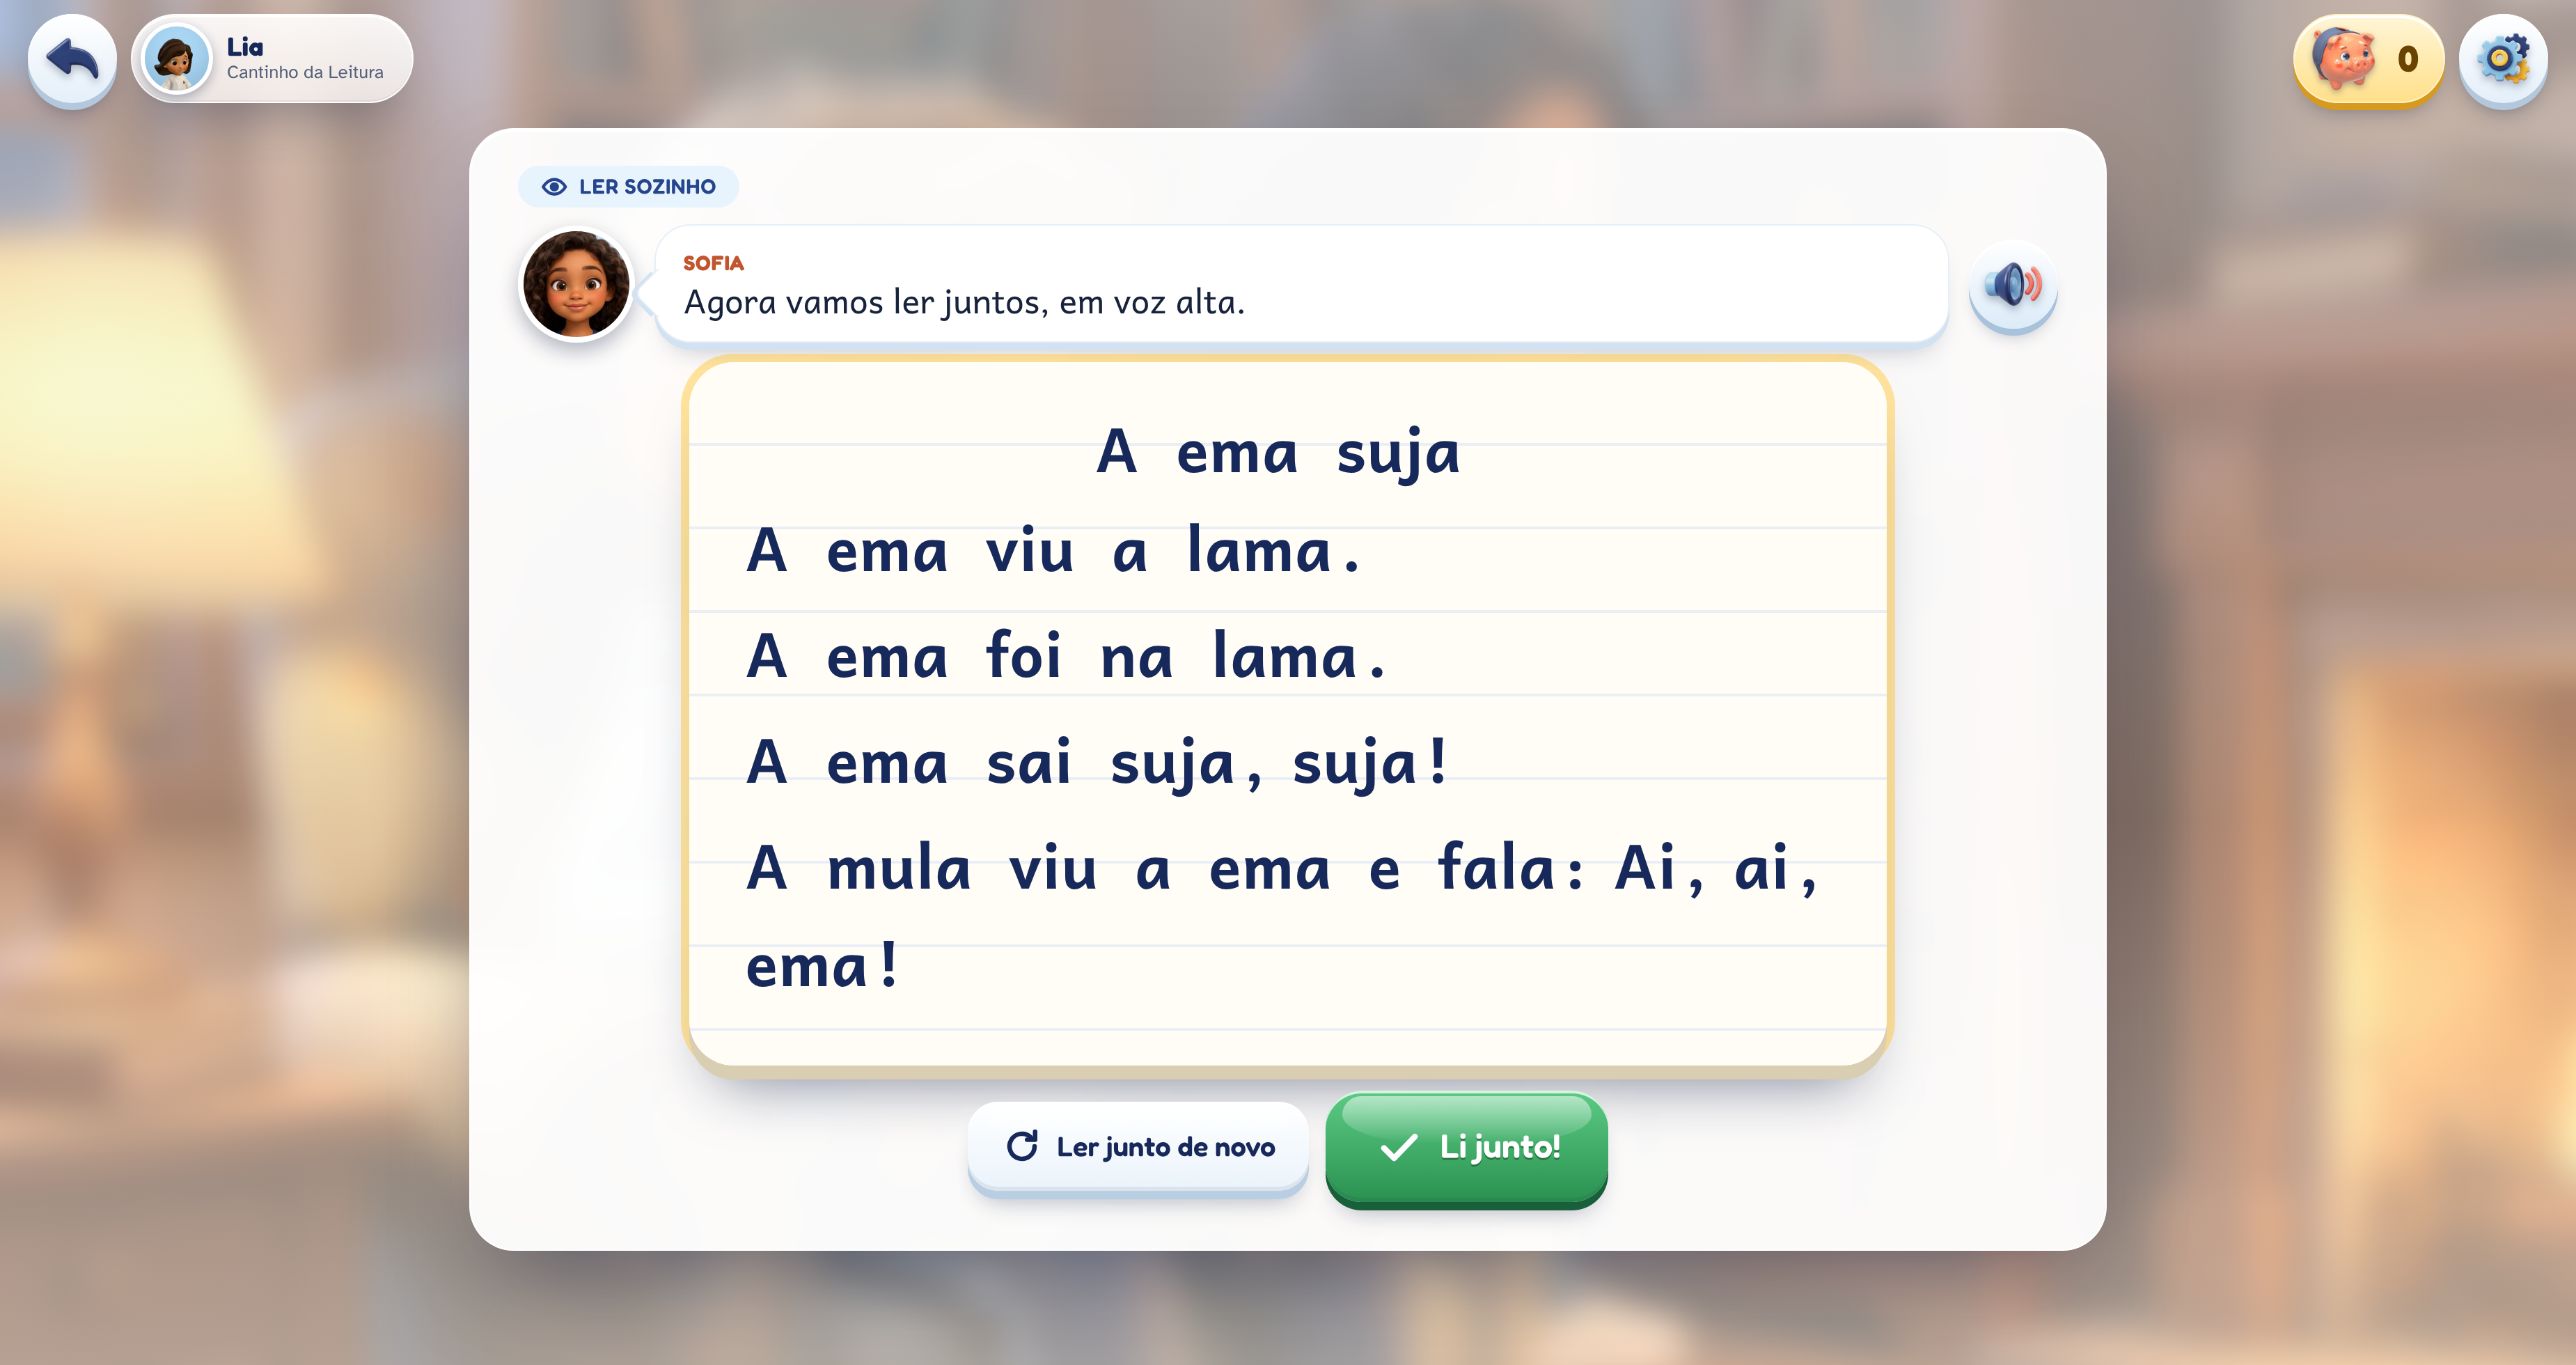 Lia
Cantinho da Leitura
0
LER SOZINHO
SOFIA
Agora vamos ler juntos, em voz alta.
A ema suja
A ema viu a lama.
A ema foi na lama.
A ema sai suja, suja!
A mula viu a ema e fala: Ai, ai,
ema!
Ler junto de novo
Li junto!